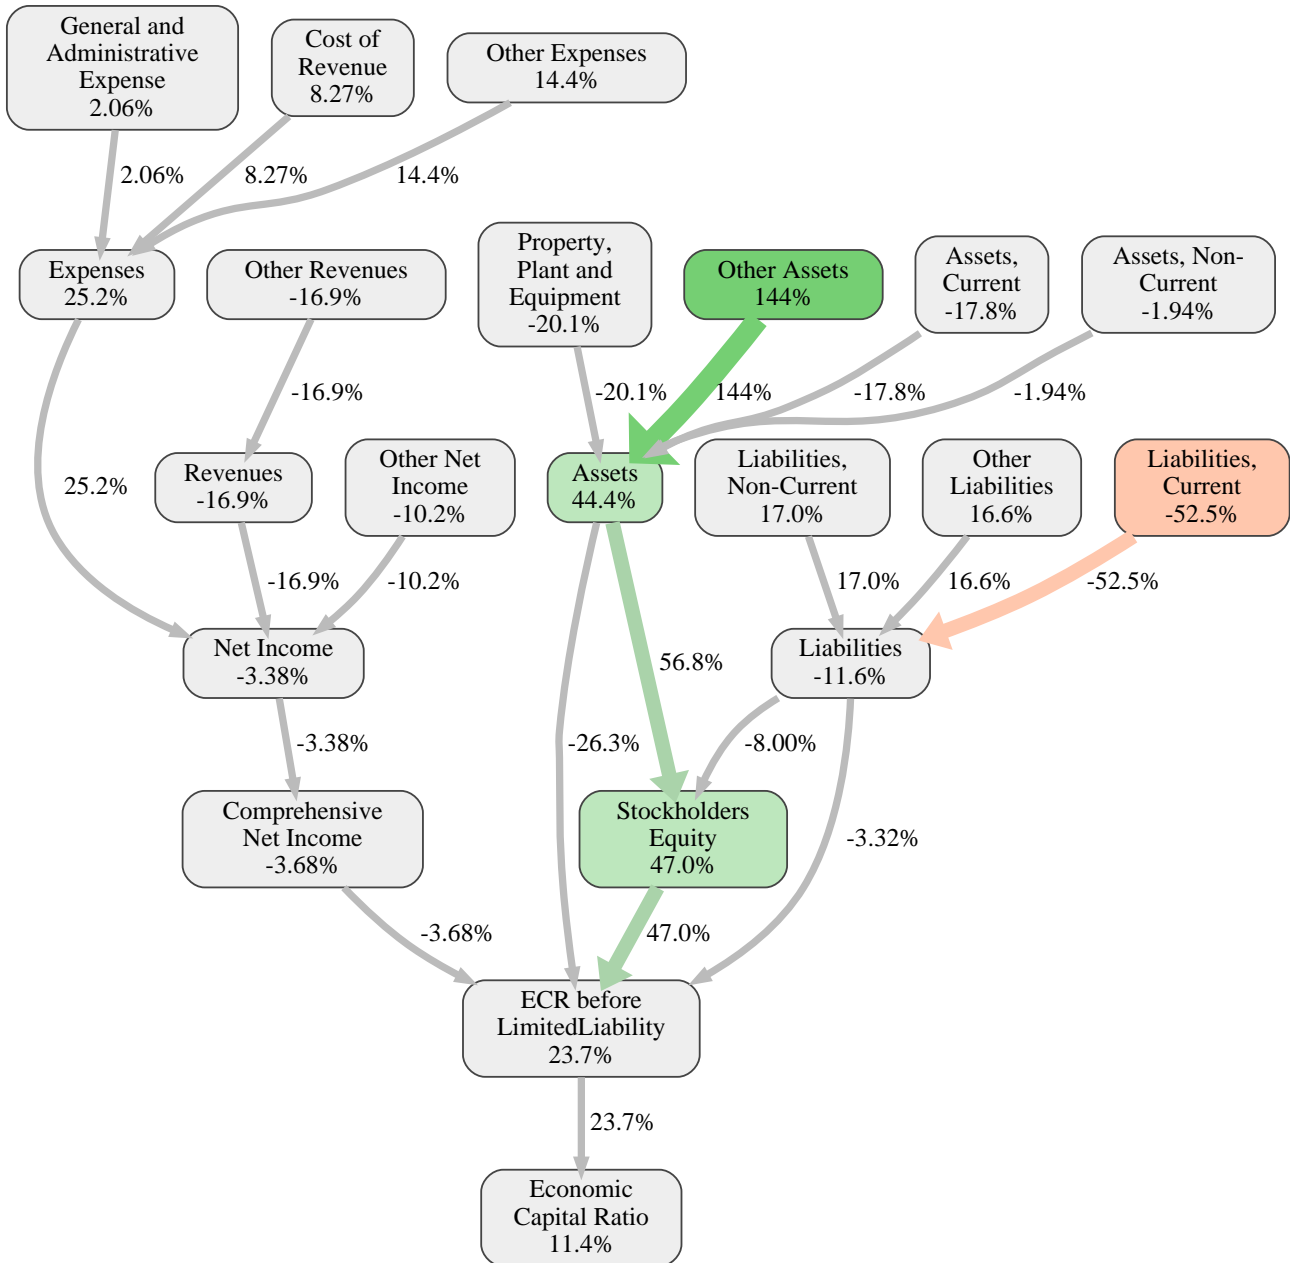 General and
Administrative
Expense
2.06%
Cost of
Revenue
8.27%
Other Expenses
14.4%
2.06%
8.27%
14.4%
Expenses
25.2%
Other Revenues
-16.9%
Property,
Plant and
Equipment
-20.1%
Other Assets
144%
Assets,
Current
-17.8%
Assets, Non-
Current
-1.94%
-16.9%
-20.1%
144%
-17.8%
-1.94%
25.2%
Revenues
-16.9%
Other Net
Income
-10.2%
Assets
44.4%
Liabilities,
Non-Current
17.0%
Other
Liabilities
16.6%
Liabilities,
Current
-52.5%
-16.9%
-10.2%
17.0%
16.6%
-52.5%
Net Income
-3.38%
56.8%
Liabilities
-11.6%
-3.38%
-26.3%
-8.00%
Comprehensive
Net Income
-3.68%
Stockholders
Equity
47.0%
-3.32%
-3.68%
47.0%
ECR before
LimitedLiability
23.7%
23.7%
Economic
Capital Ratio
11.4%